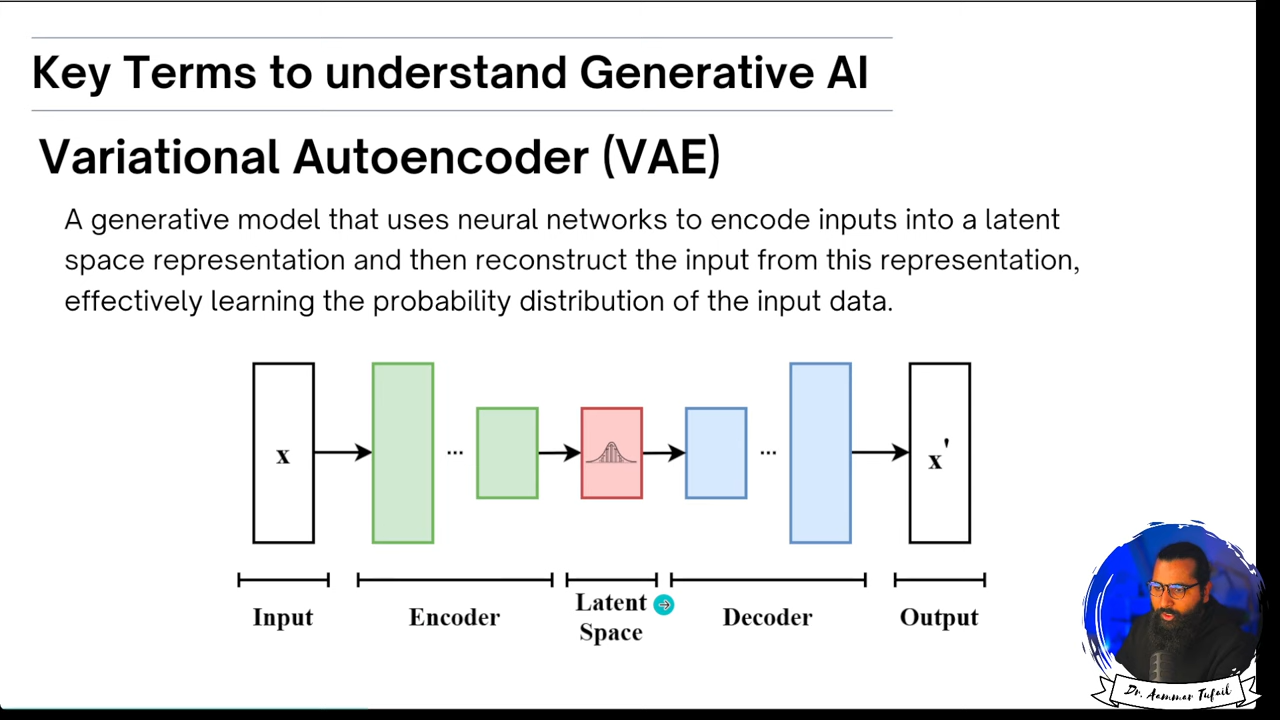 Key Terms to understand Generative AI
Variational Autoencoder (VAE)
A generative model that uses neural networks to encode inputs into a latent
space representation and then reconstruct the input from this representation,
effectively learning the probability distribution of the input data.
x
...
...
x'
Input
Encoder
Latent
Space
Decoder
Output
Dr. Aammar Tufail